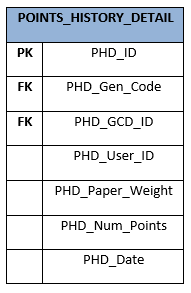 POINTS_HISTORY_DETAIL
PK PHD_ID
FK PHD_Gen_Code
FK PHD_GCD_ID
PHD_User_ID
PHD_Paper_Weight
PHD_Num_Points
PHD_Date